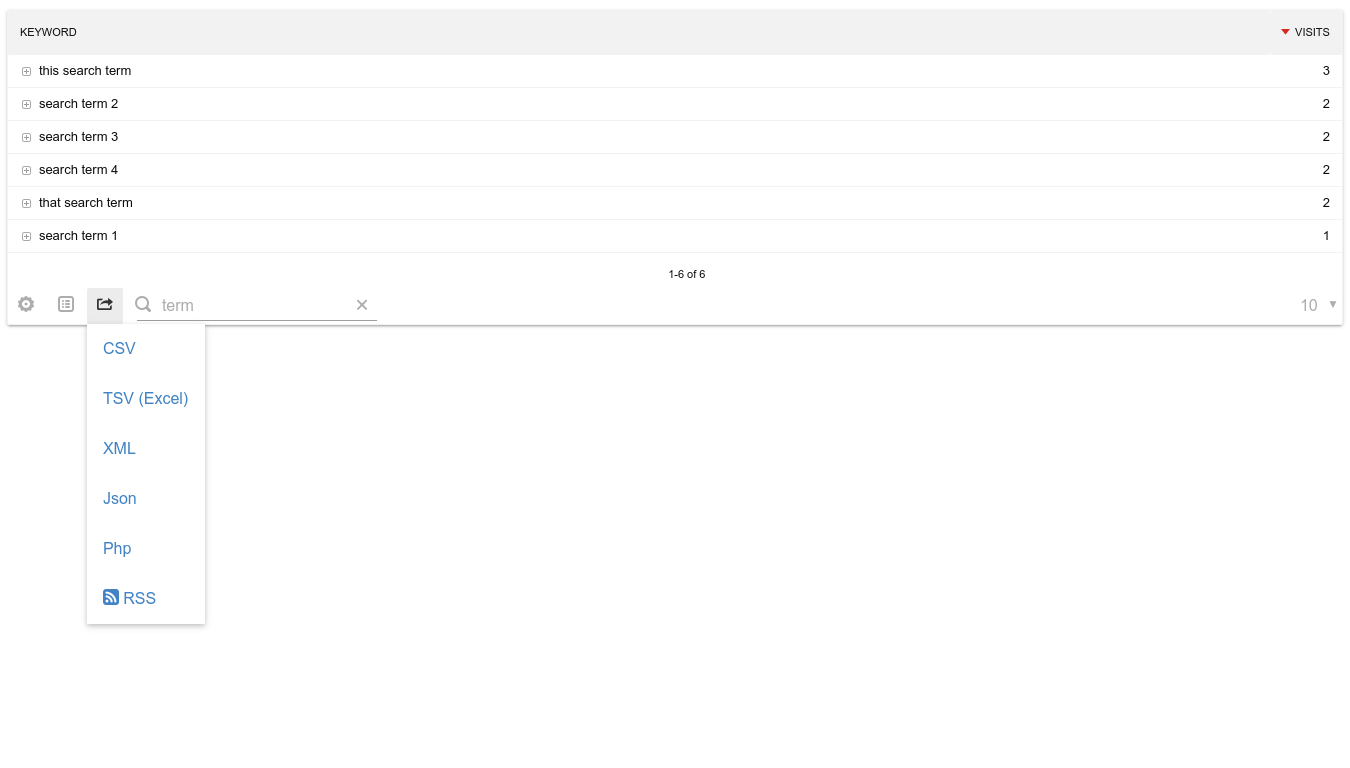 KEYWORD VISITS
this search term 3
search term 2 2
search term 3 2
search term 4 2
that search term 2
search term 1 1
1-6 of 6
term 10
CSV
TSV (Excel)
XML
Json
Php
RSS